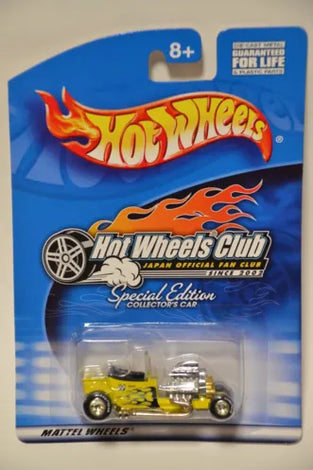 8+
DIE CAST METAL
GUARANTEED
FOR LIFE
& PLASTIC PARTS
HOT WHEELS
®
Hot Wheels® Club
JAPAN OFFICIAL FAN CLUB
SINCE 2002
Special Edition
COLLECTOR'S CAR
MATTEL WHEELS®